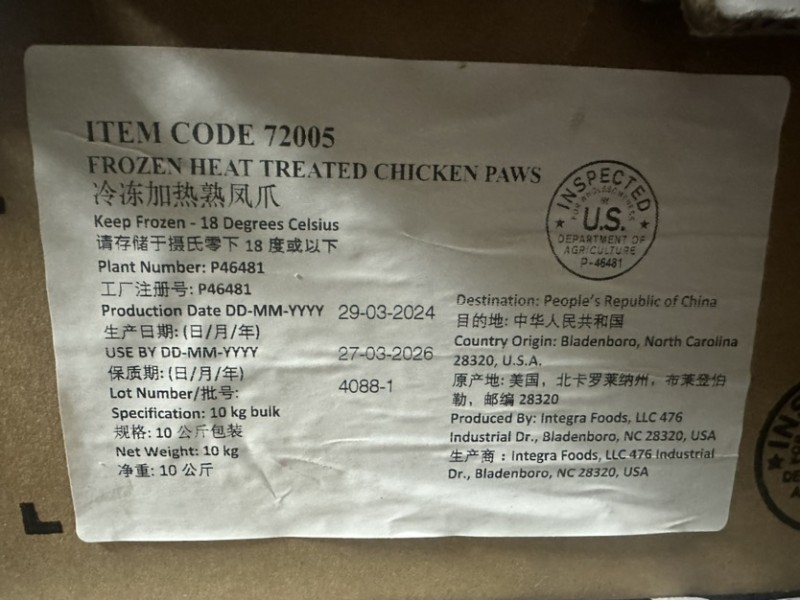 ITEM CODE 72005
FROZEN HEAT TREATED CHICKEN PAWS
冷冻加热熟凤爪
Keep Frozen - 18 Degrees Celsius
请存储于摄氏零下 18 度或以下
Plant Number: P46481
工厂注册号: P46481
Production Date DD-MM-YYYY 29-03-2024
生产日期: (日/月/年)
USE BY DD-MM-YYYY 27-03-2026
保质期: (日/月/年)
Lot Number/批号: 4088-1
Specification: 10 kg bulk
规格: 10 公斤包装
Net Weight: 10 kg
净重: 10 公斤
INSPECTED
FOR WHOLESOMENESS
BY
U.S.
DEPARTMENT OF
AGRICULTURE
P-46481
Destination: People's Republic of China
目的地: 中华人民共和国
Country Origin: Bladenboro, North Carolina
28320, U.S.A.
原产地: 美国, 北卡罗莱纳州, 布莱登伯
勒, 邮编 28320
Produced By: Integra Foods, LLC 476
Industrial Dr., Bladenboro, NC 28320, USA
生产商: Integra Foods, LLC 476 Industrial
Dr., Bladenboro, NC 28320, USA